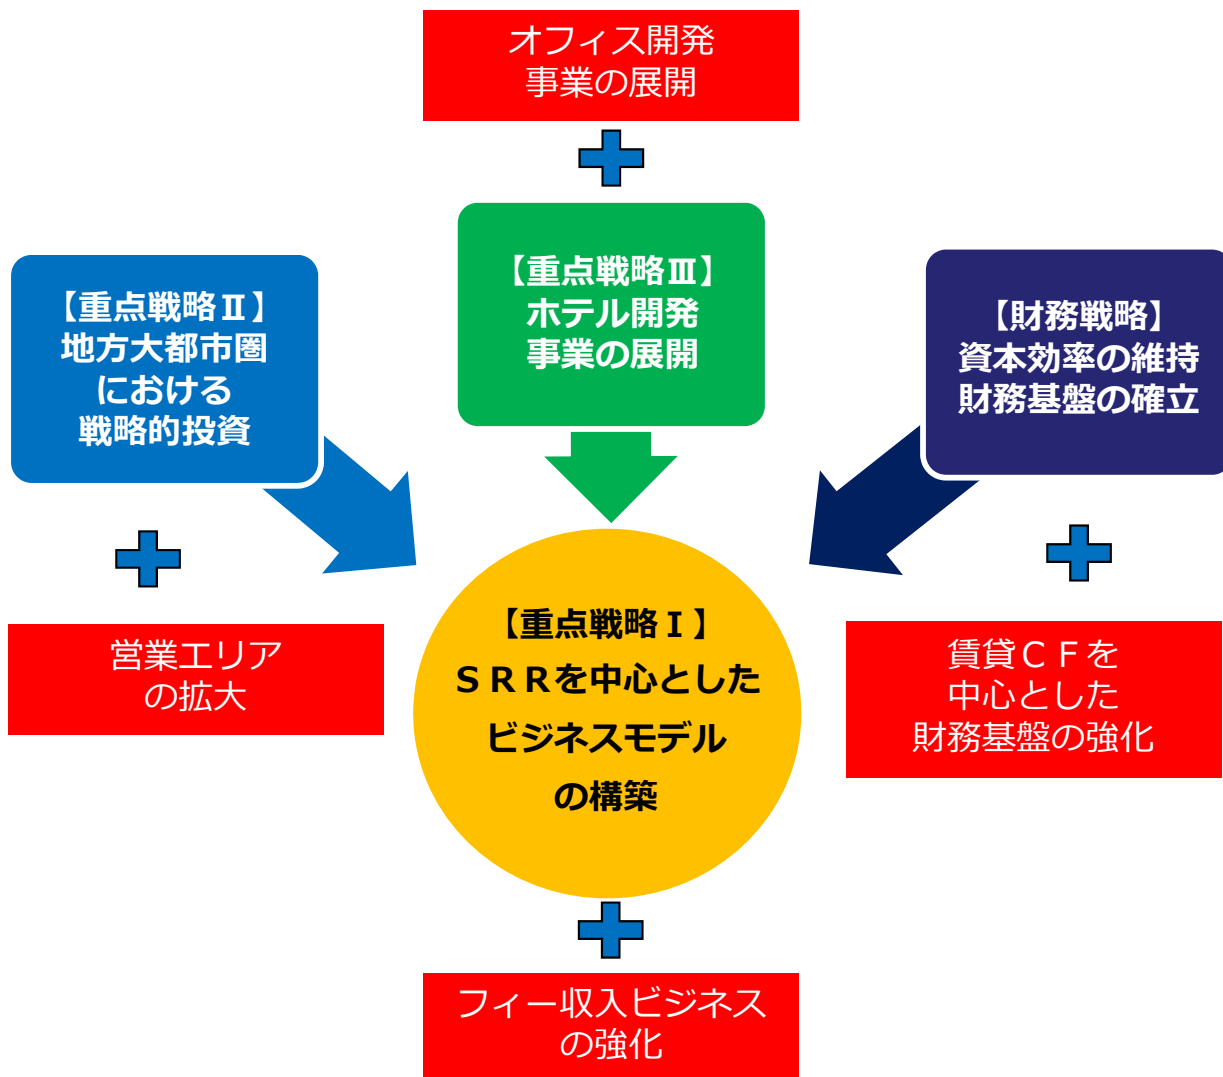 オフィス開発
事業の展開
【重点戦略Ⅲ】
ホテル開発
事業の展開
【重点戦略Ⅱ】
地方大都市圏
における
戦略的投資
【財務戦略】
資本効率の維持
財務基盤の確立
営業エリア
の拡大
【重点戦略Ⅰ】
ＳＲＲを中心とした
ビジネスモデル
の構築
賃貸ＣＦを
中心とした
財務基盤の強化
フィー収入ビジネス
の強化